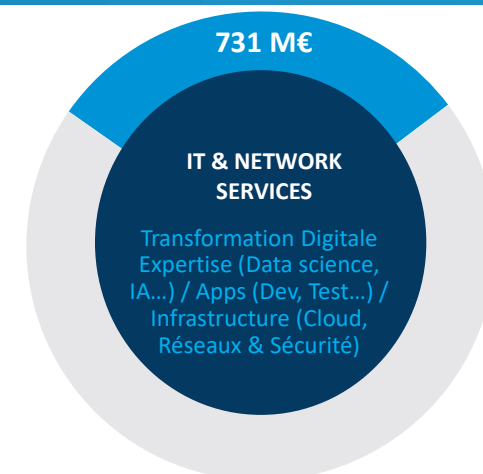 731 M€
IT & NETWORK
SERVICES
Transformation Digitale
Expertise (Data science,
IA…) / Apps (Dev, Test…) /
Infrastructure (Cloud,
Réseaux & Sécurité)